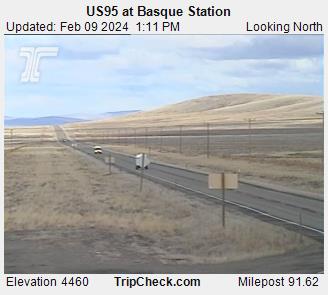 US95 at Basque Station
Updated: Feb 09 2024 1:11 PM Looking North
Elevation 4460 TripCheck.com Milepost 91.62